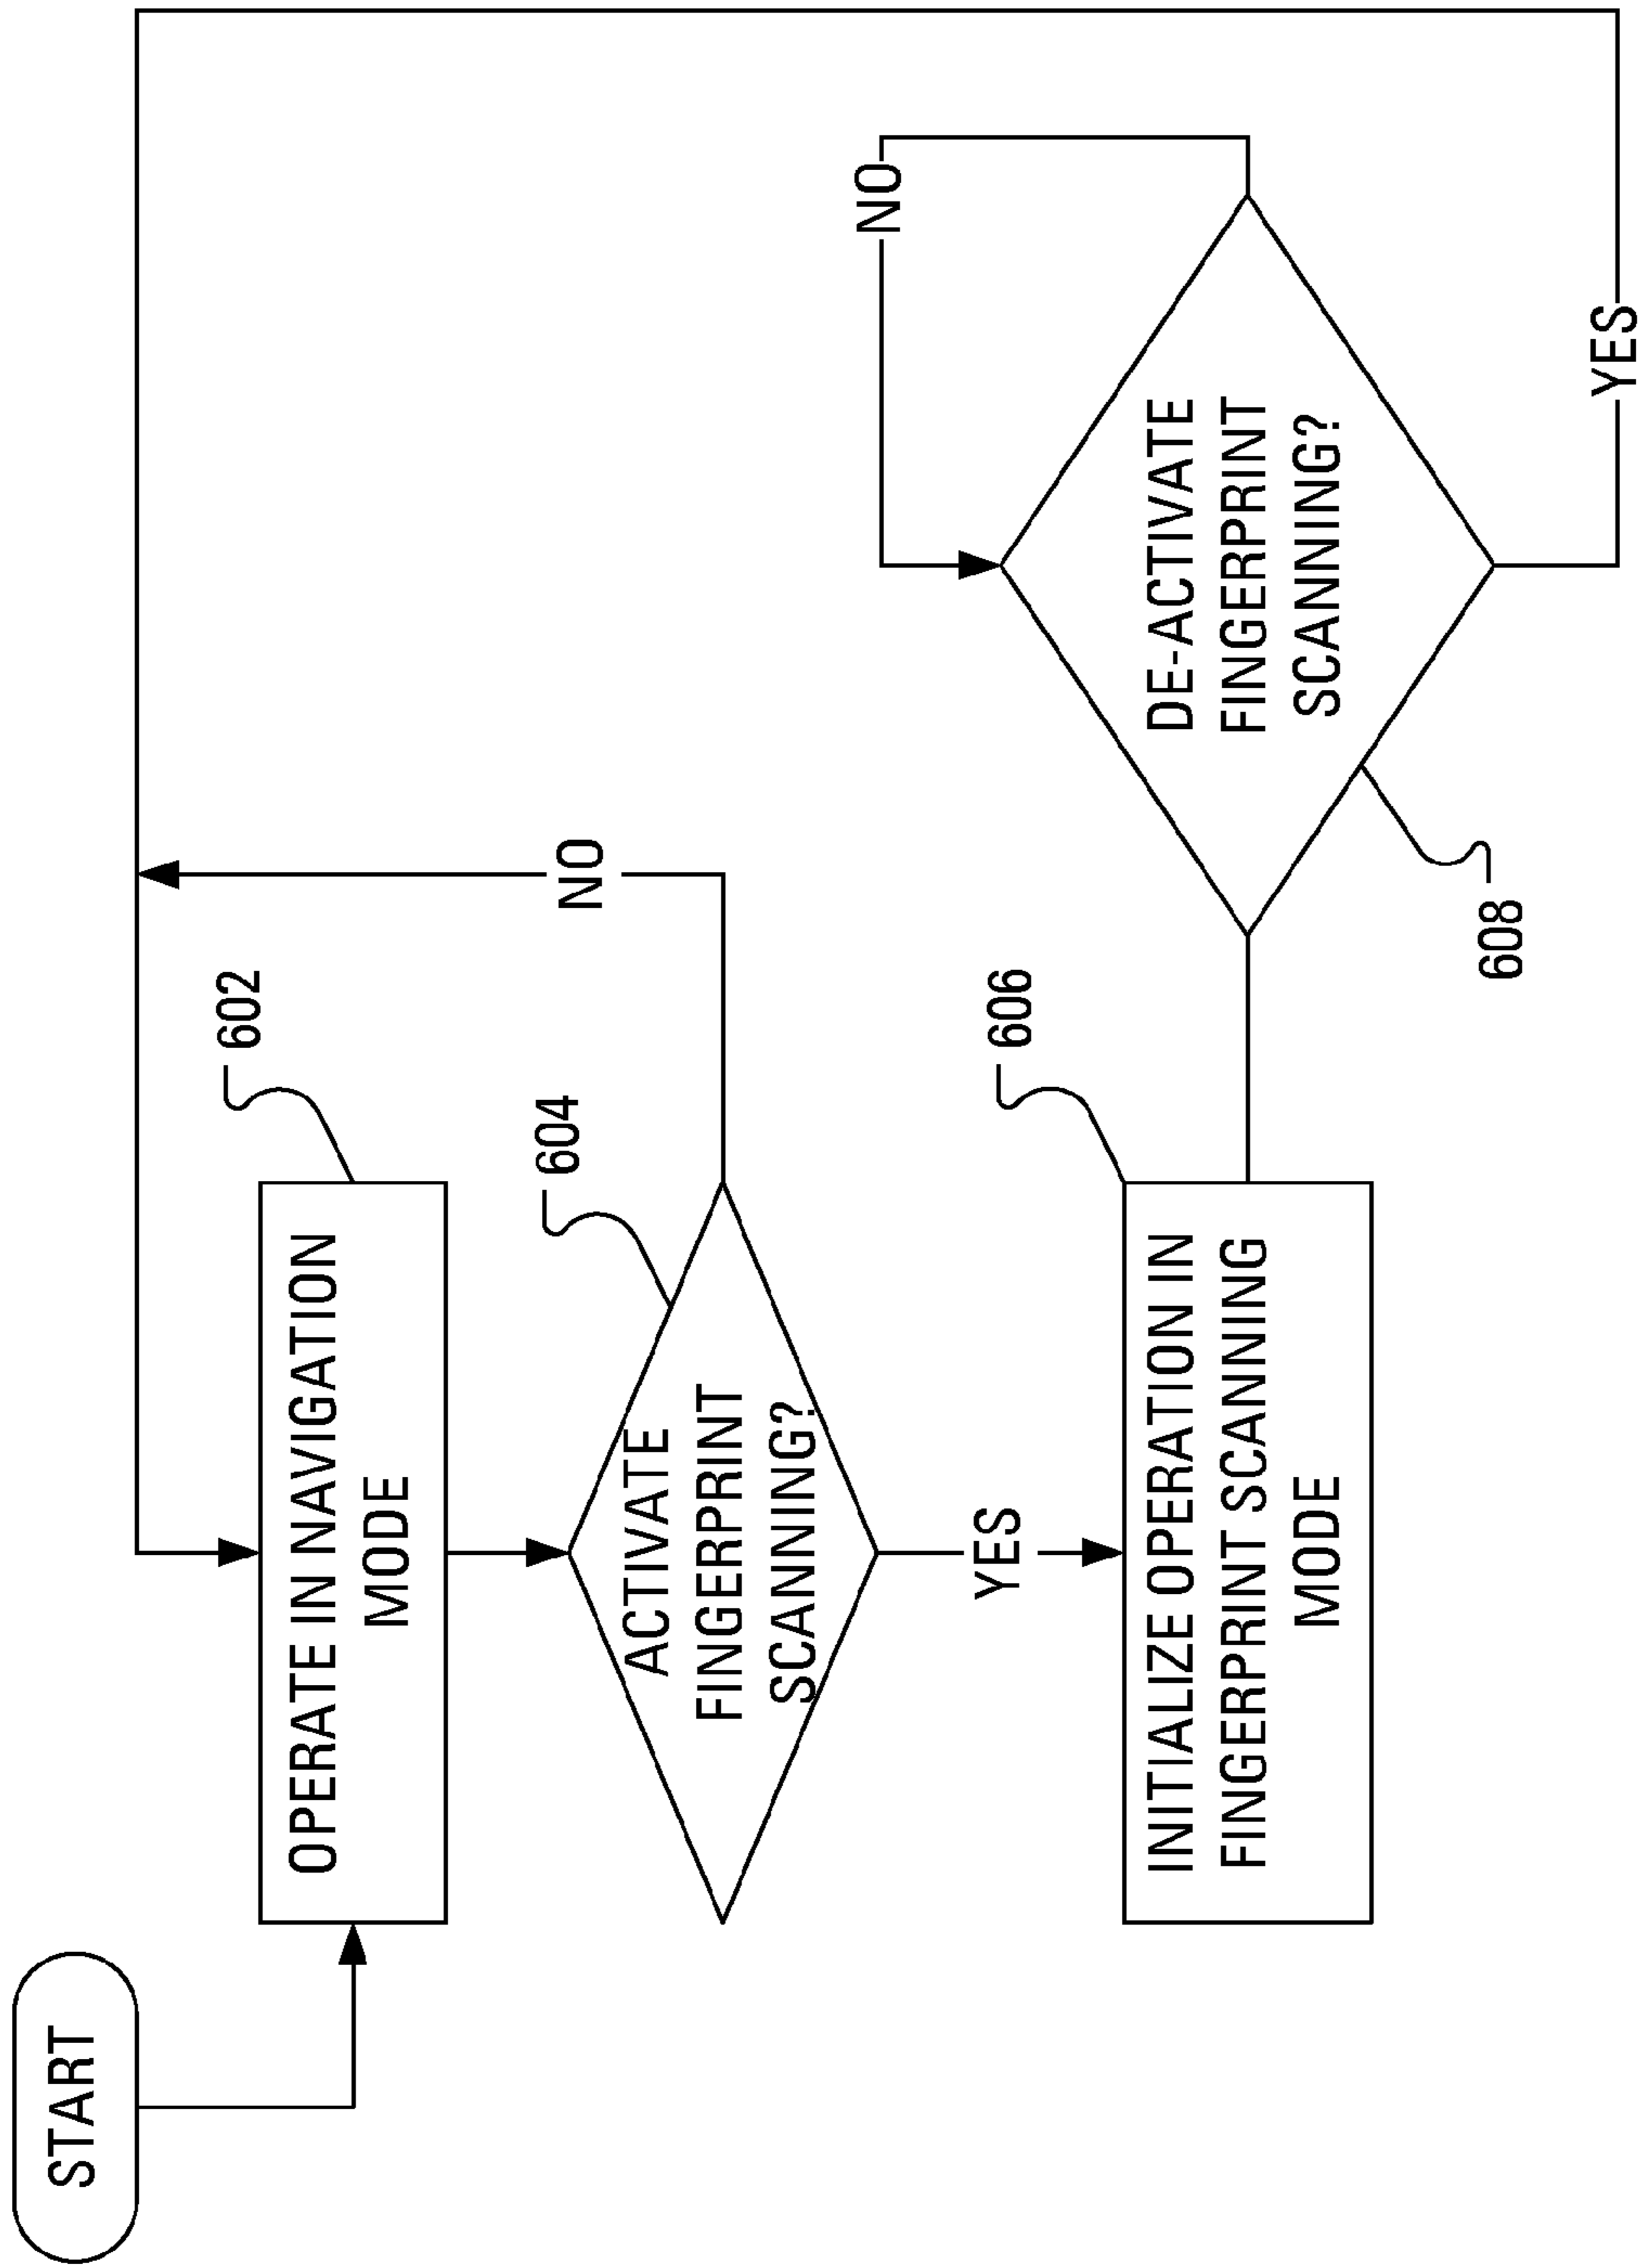 START
OPERATE IN NAVIGATION
MODE
602
ACTIVATE
FINGERPRINT
SCANNING?
604
NO
YES
INITIALIZE OPERATION IN
FINGERPRINT SCANNING
MODE
606
DE-ACTIVATE
FINGERPRINT
SCANNING?
608
NO
YES